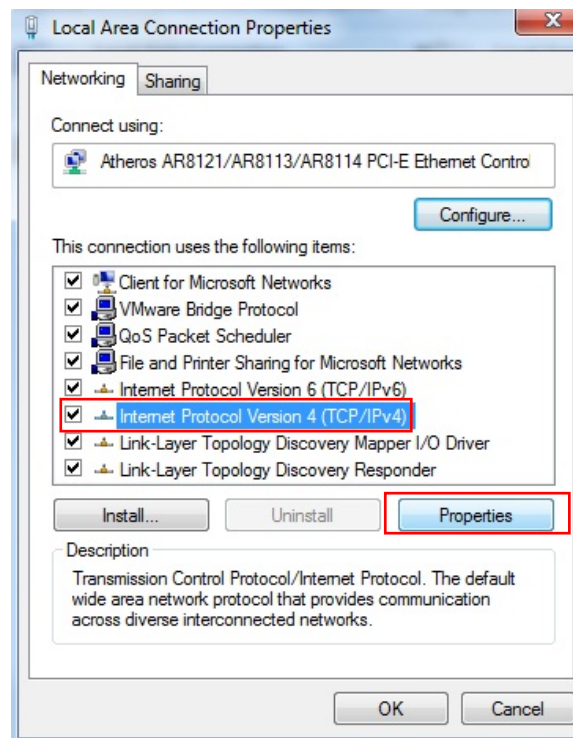 Local Area Connection Properties
Networking
Sharing
Connect using:
Atheros AR8121/AR8113/AR8114 PCI-E Ethernet Contro
Configure...
This connection uses the following items:
Client for Microsoft Networks
VMware Bridge Protocol
QoS Packet Scheduler
File and Printer Sharing for Microsoft Networks
Internet Protocol Version 6 (TCP/IPv6)
Internet Protocol Version 4 (TCP/IPv4)
Link-Layer Topology Discovery Mapper I/O Driver
Link-Layer Topology Discovery Responder
Install...
Uninstall
Properties
Description
Transmission Control Protocol/Internet Protocol. The default
wide area network protocol that provides communication
across diverse interconnected networks.
OK
Cancel